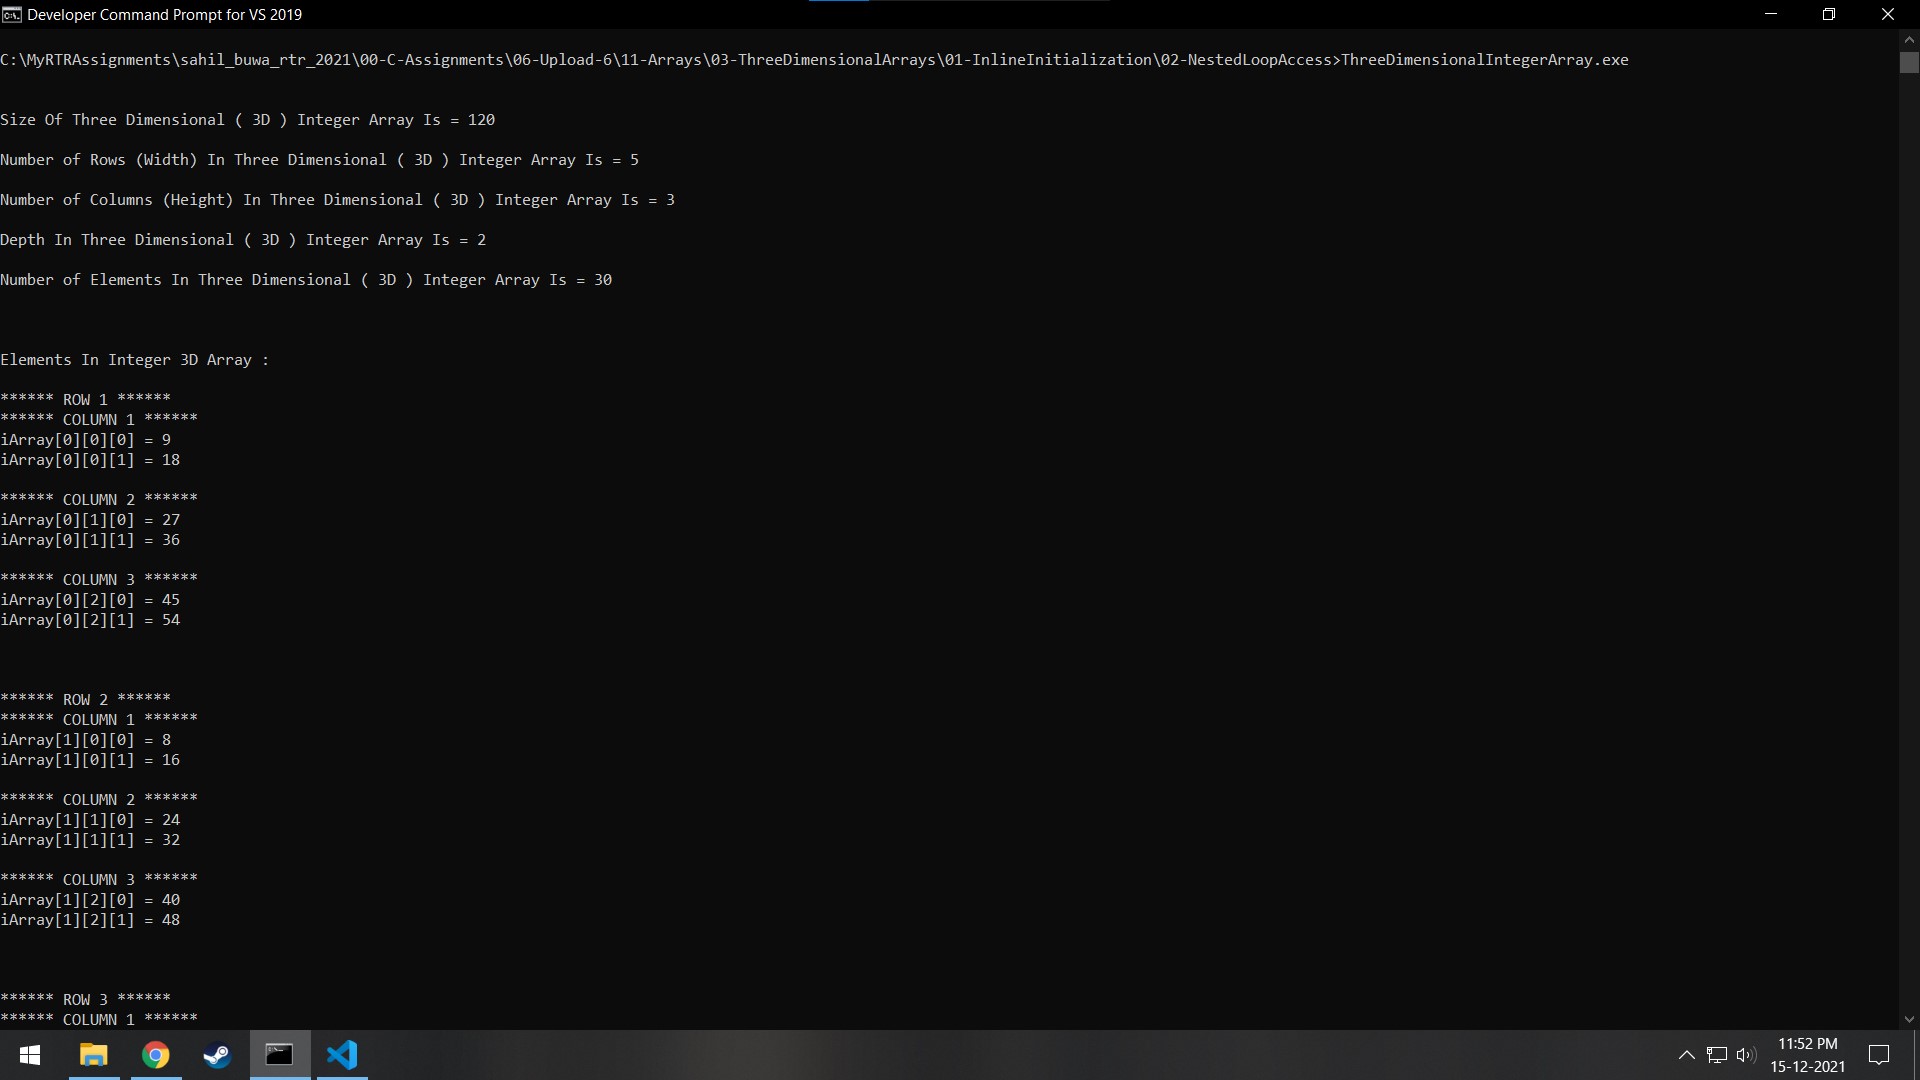 Developer Command Prompt for VS 2019
C:\MyRTRAssignments\sahil_buwa_rtr_2021\00-C-Assignments\06-Upload-6\11-Arrays\03-ThreeDimensionalArrays\01-InlineInitialization\02-NestedLoopAccess>ThreeDimensionalIntegerArray.exe
Size Of Three Dimensional ( 3D ) Integer Array Is = 120
Number of Rows (Width) In Three Dimensional ( 3D ) Integer Array Is = 5
Number of Columns (Height) In Three Dimensional ( 3D ) Integer Array Is = 3
Depth In Three Dimensional ( 3D ) Integer Array Is = 2
Number of Elements In Three Dimensional ( 3D ) Integer Array Is = 30
Elements In Integer 3D Array :
****** ROW 1 ******
****** COLUMN 1 ******
iArray[0][0][0] = 9
iArray[0][0][1] = 18
****** COLUMN 2 ******
iArray[0][1][0] = 27
iArray[0][1][1] = 36
****** COLUMN 3 ******
iArray[0][2][0] = 45
iArray[0][2][1] = 54
****** ROW 2 ******
****** COLUMN 1 ******
iArray[1][0][0] = 8
iArray[1][0][1] = 16
****** COLUMN 2 ******
iArray[1][1][0] = 24
iArray[1][1][1] = 32
****** COLUMN 3 ******
iArray[1][2][0] = 40
iArray[1][2][1] = 48
****** ROW 3 ******
****** COLUMN 1 ******
11:52 PM
15-12-2021